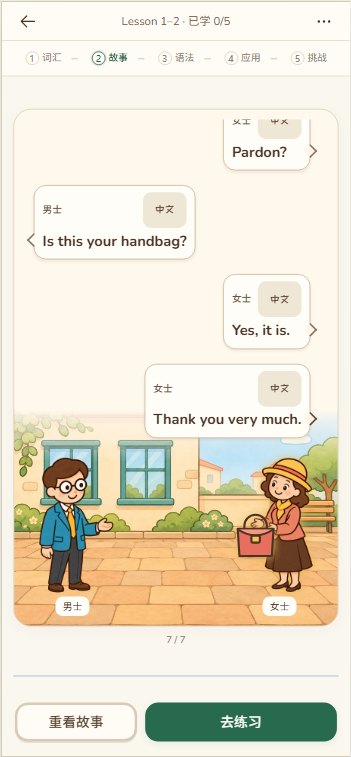 Lesson 1-2 · 已学 0/5
1 词汇 – 2 故事 – 3 语法 – 4 应用 – 5 挑战
女士 中文
Pardon?
男士 中文
Is this your handbag?
女士 中文
Yes, it is.
女士 中文
Thank you very much.
男士 女士
7 / 7
重看故事 去练习